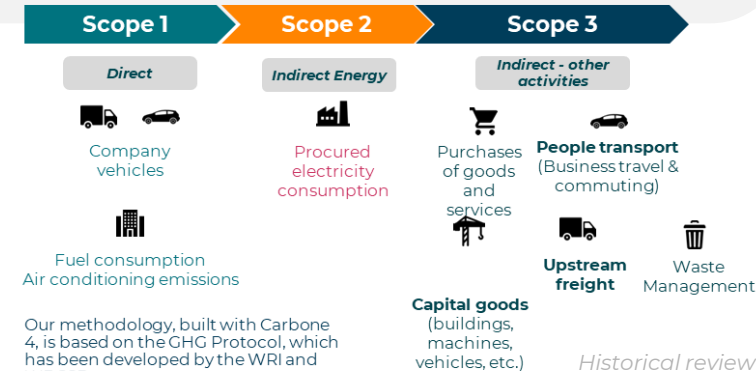 Scope 1
Scope 2
Scope 3
Direct
Indirect Energy
Indirect - other
activities
Company
vehicles
Procured
electricity
consumption
Purchases
of goods
and
services
People transport
(Business travel &
commuting)
Fuel consumption
Air conditioning emissions
Upstream
freight
Waste
Management
Capital goods
(buildings,
machines,
vehicles, etc.)
Our methodology, built with Carbone
4, is based on the GHG Protocol, which
has been developed by the WRI and
Historical review